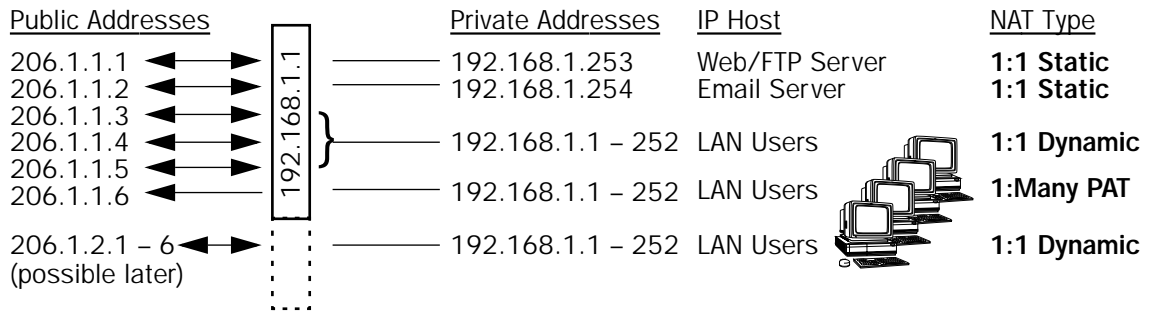 Public Addresses Private Addresses IP Host NAT Type
206.1.1.1 192.168.1.253 Web/FTP Server 1:1 Static
206.1.1.2 192.168.1.254 Email Server 1:1 Static
206.1.1.3
206.1.1.4 192.168.1.1 – 252 LAN Users 1:1 Dynamic
206.1.1.5
206.1.1.6 192.168.1.1 – 252 LAN Users 1:Many PAT
206.1.2.1 – 6 192.168.1.1 – 252 LAN Users 1:1 Dynamic
(possible later)
192.168.1.1